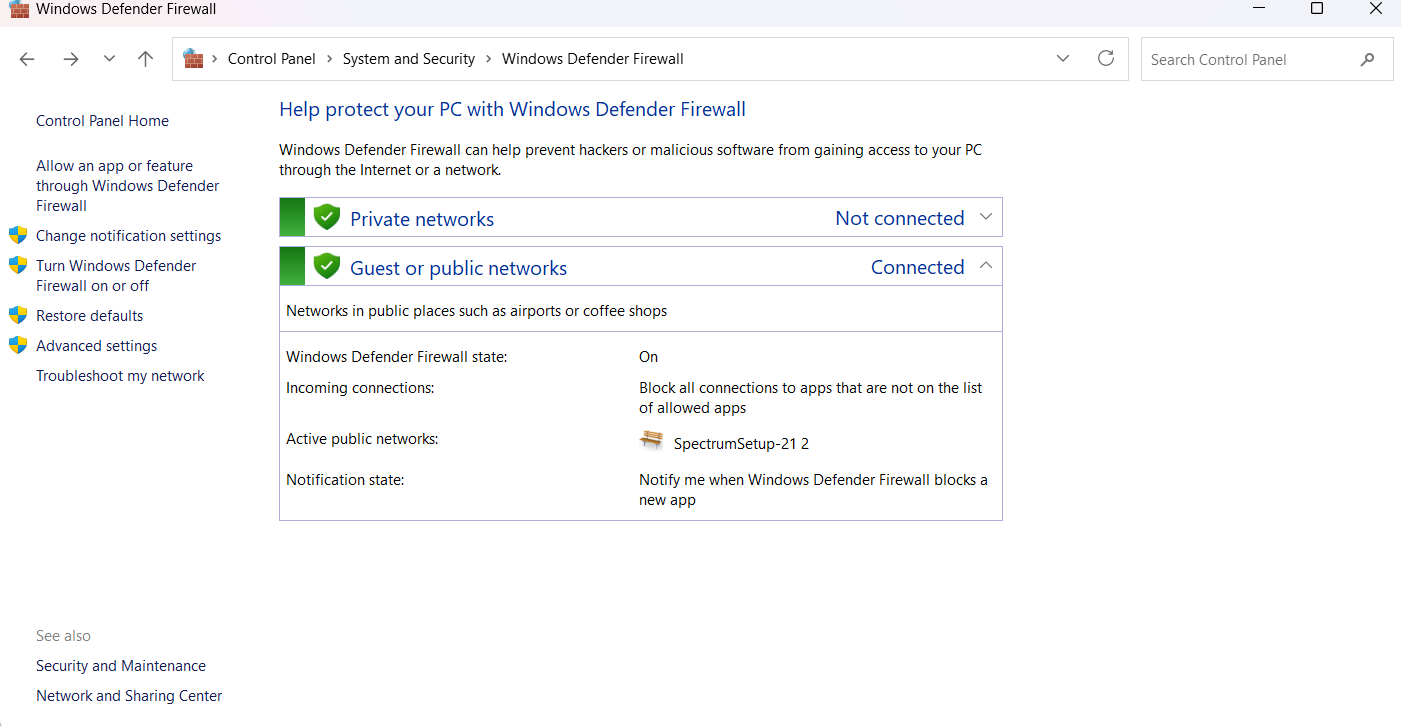 Windows Defender Firewall
Control Panel › System and Security › Windows Defender Firewall
Search Control Panel
Control Panel Home
Allow an app or feature
through Windows Defender
Firewall
Change notification settings
Turn Windows Defender
Firewall on or off
Restore defaults
Advanced settings
Troubleshoot my network
See also
Security and Maintenance
Network and Sharing Center
Help protect your PC with Windows Defender Firewall
Windows Defender Firewall can help prevent hackers or malicious software from gaining access to your PC
through the Internet or a network.
Private networks Not connected
Guest or public networks Connected
Networks in public places such as airports or coffee shops
Windows Defender Firewall state: On
Incoming connections: Block all connections to apps that are not on the list
of allowed apps
Active public networks: SpectrumSetup-21 2
Notification state: Notify me when Windows Defender Firewall blocks a
new app